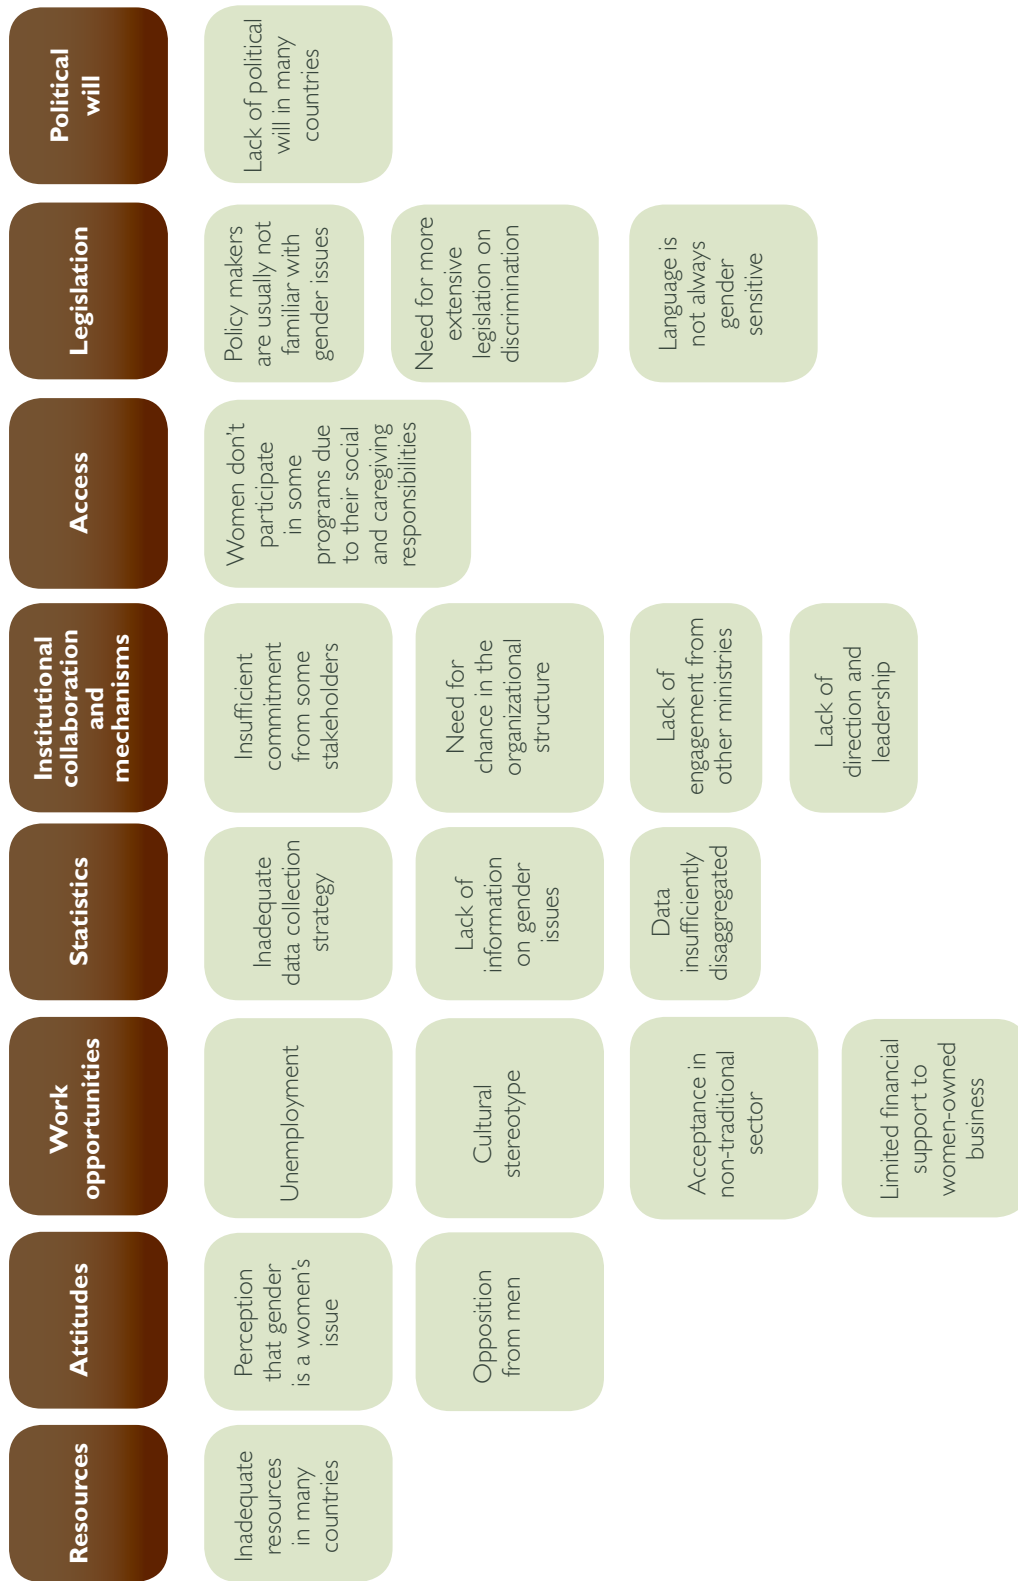 Resources
Inadequate
resources
in many
countries
Attitudes
Perception
that gender
is a women's
issue
Opposition
from men
Work
opportunities
Unemployment
Cultural
stereotype
Acceptance in
non-traditional
sector
Limited financial
support to
women-owned
business
Statistics
Inadequate
data collection
strategy
Lack of
information
on gender
issues
Data
insufficiently
disaggregated
Institutional
collaboration
and
mechanisms
Insufficient
commitment
from some
stakeholders
Need for
chance in the
organizational
structure
Lack of
engagement from
other ministries
Lack of
direction and
leadership
Access
Women don't
participate
in some
programs due
to their social
and caregiving
responsibilities
Legislation
Policy makers
are usually not
familiar with
gender issues
Need for more
extensive
legislation on
discrimination
Language is
not always
gender
sensitive
Political
will
Lack of political
will in many
countries